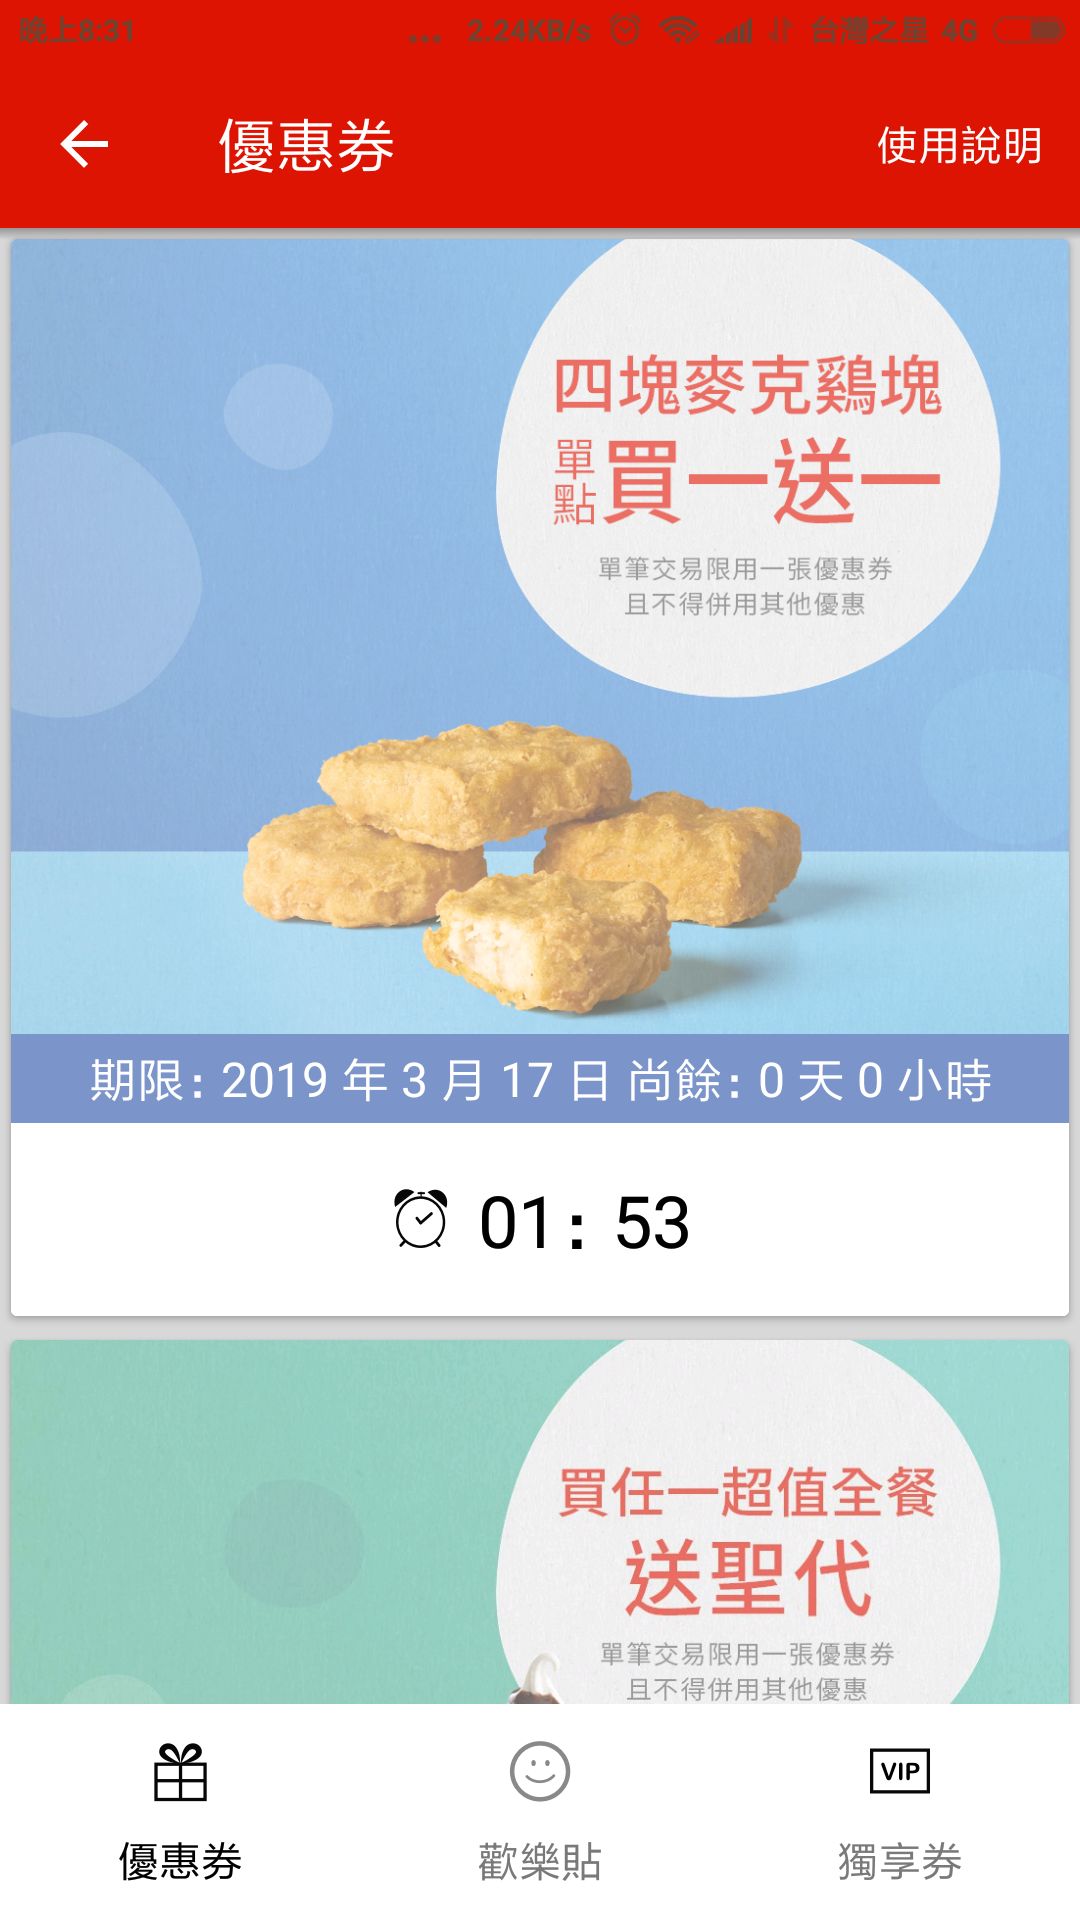 晚上8:31
... 2.24KB/s 台灣之星 4G
優惠券
使用說明
四塊麥克鷄塊
單點 買一送一
單筆交易限用一張優惠券
且不得併用其他優惠
期限: 2019 年 3 月 17 日 尚餘: 0 天 0 小時
01: 53
買任一超值全餐
送聖代
單筆交易限用一張優惠券
且不得併用其他優惠
VIP
優惠券
歡樂貼
獨享券